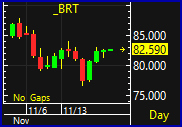 _BRT
85.000
82.590
80.000
75.000
No Gaps
11/6 11/13
Nov
Day